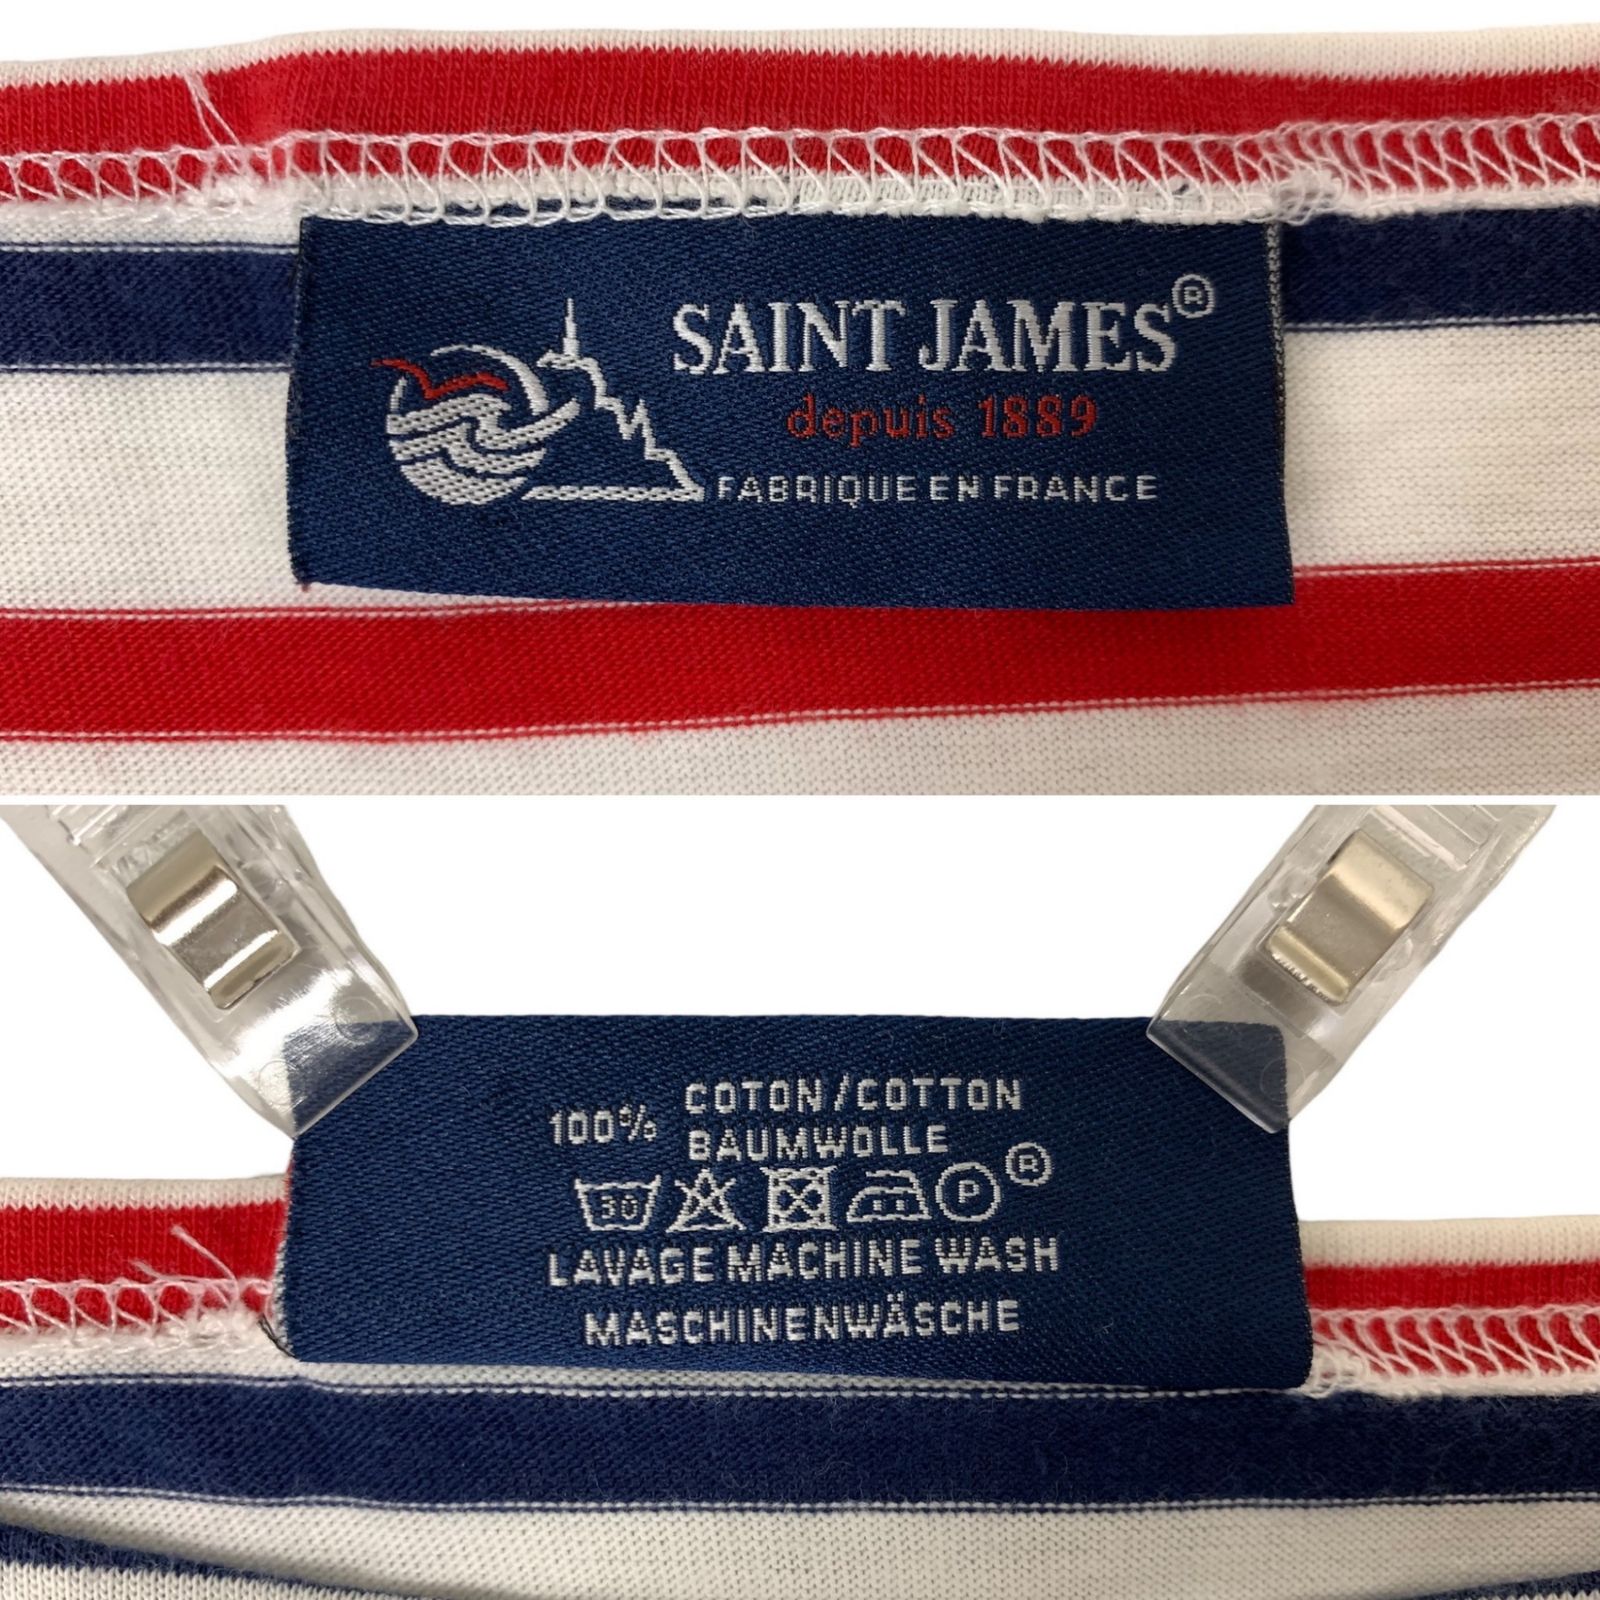 SAINT JAMES®
depuis 1889
FABRIQUE EN FRANCE
100% COTON/COTTON
BAUMWOLLE
30 P ®
LAVAGE MACHINE WASH
MASCHINENWÄSCHE